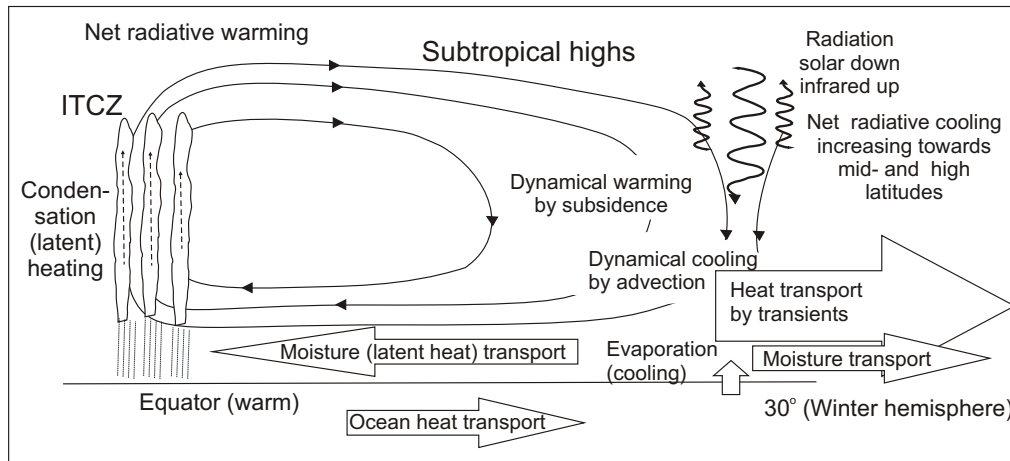 Net radiative warming
Subtropical highs
Radiation
solar down
infrared up
ITCZ
Net radiative cooling
increasing towards
mid- and high
latitudes
Conden-
sation
(latent)
heating
Dynamical warming
by subsidence
Dynamical cooling
by advection
Heat transport
by transients
Moisture (latent heat) transport
Evaporation
(cooling)
Moisture transport
Equator (warm)
30° (Winter hemisphere)
Ocean heat transport